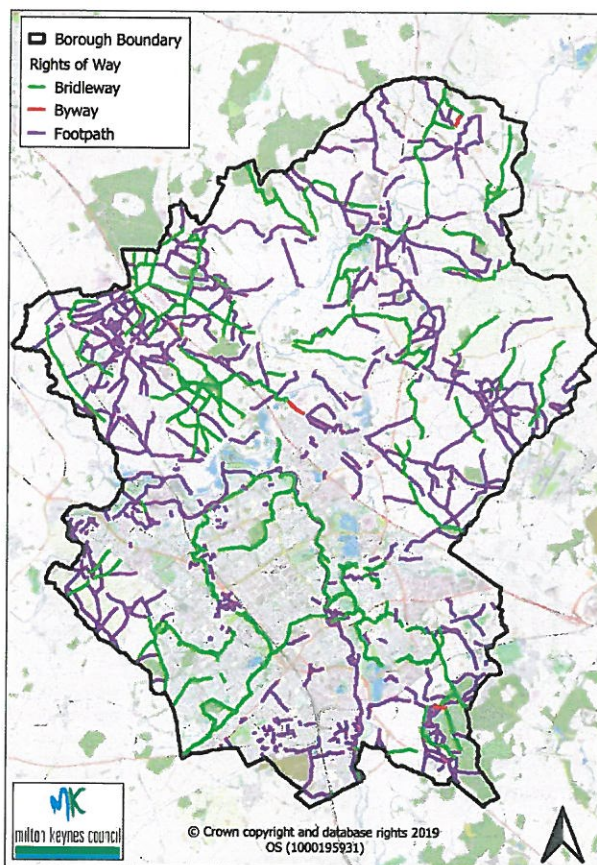 Borough Boundary
Rights of Way
Bridleway
Byway
Footpath
MK
milton keynes council
© Crown copyright and database rights 2019
OS (1000195931)